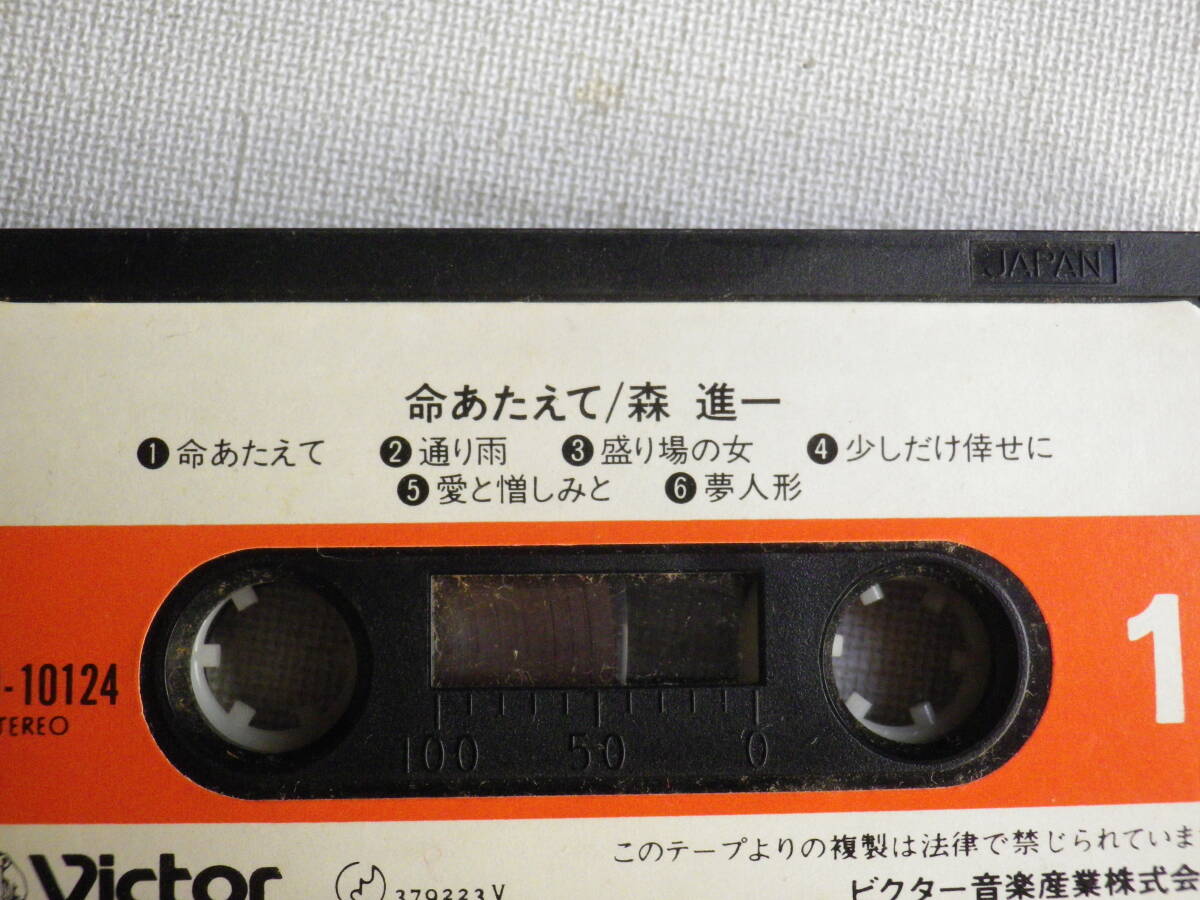 JAPAN
命あたえて/森 進一
❶命あたえて ❷通り雨 ❸盛り場の女 ❹少しだけ倖せに
❺愛と憎しみと ❻夢人形
-10124
TEREO
1
100 50 0
このテープよりの複製は法律で禁じられていま
Victor 379223V
ビクター音楽産業株式会